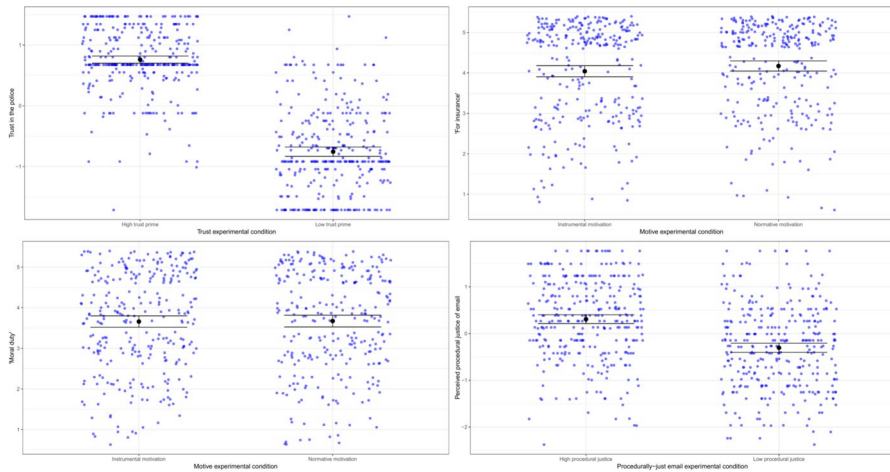 Trust in the police
1
0
−1
High trust prime
Low trust prime
Trust experimental condition
'For insurance'
5
4
3
2
1
Instrumental motivation
Normative motivation
Motive experimental condition
'Moral duty'
5
4
3
2
1
Instrumental motivation
Normative motivation
Motive experimental condition
Perceived procedural justice of email
1
0
−1
−2
High procedural justice
Low procedural justice
Procedurally−just email experimental condition